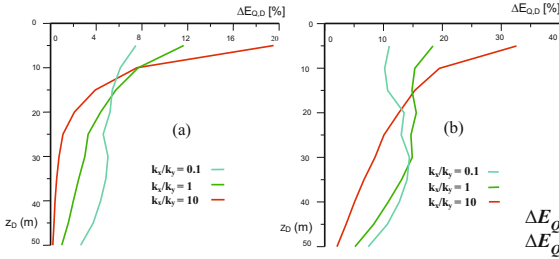 ΔE_Q,D [%]
0 4 8 12 16 20
0
10
20
30
40
50
z_D (m)
(a)
k_x/k_y = 0.1
k_x/k_y = 1
k_x/k_y = 10
ΔE_Q,D [%]
0 10 20 30 40
0
10
20
30
40
50
z_D (m)
(b)
k_x/k_y = 0.1
k_x/k_y = 1
k_x/k_y = 10
ΔE_Q
ΔE_Q